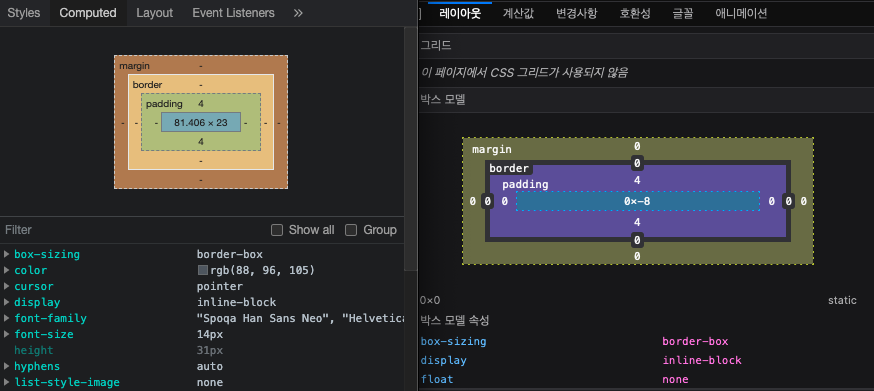 Styles Computed Layout Event Listeners »
margin -
border -
padding 4
- - - 81.406 × 23 - - -
4
-
-
Filter Show all Group
box-sizing border-box
color rgb(88, 96, 105)
cursor pointer
display inline-block
font-family "Spoqa Han Sans Neo", "Helvetica
font-size 14px
height 31px
hyphens auto
list-style-image none
] 레이아웃 계산값 변경사항 호환성 글꼴 애니메이션
그리드
이 페이지에서 CSS 그리드가 사용되지 않음
박스 모델
margin 0
border 0
padding 4
0 0 0 0×-8 0 0 0
4
0
0
0×0 static
박스 모델 속성
box-sizing border-box
display inline-block
float none